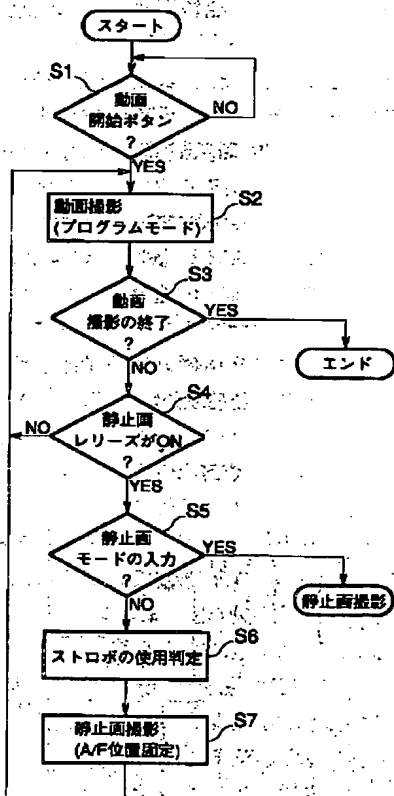 スタート
S1
動画
開始ボタン
?
NO
YES
動画撮影
(プログラムモード)
S2
S3
動画
撮影の終了
?
YES
エンド
NO
S4
静止画
レリーズがON
?
NO
YES
S5
静止画
モードの入力
?
YES
静止画撮影
NO
S6
ストロボの使用判定
S7
静止画撮影
(A/F位置固定)